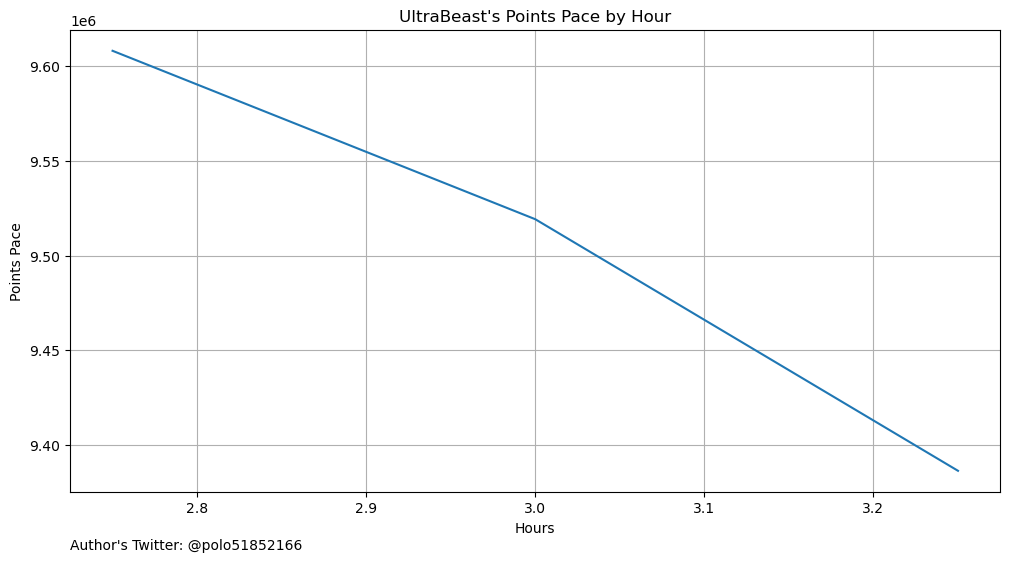 UltraBeast's Points Pace by Hour
1e6
9.60
9.55
9.50
9.45
9.40
Points Pace
2.8 2.9 3.0 3.1 3.2
Hours
Author's Twitter: @polo51852166